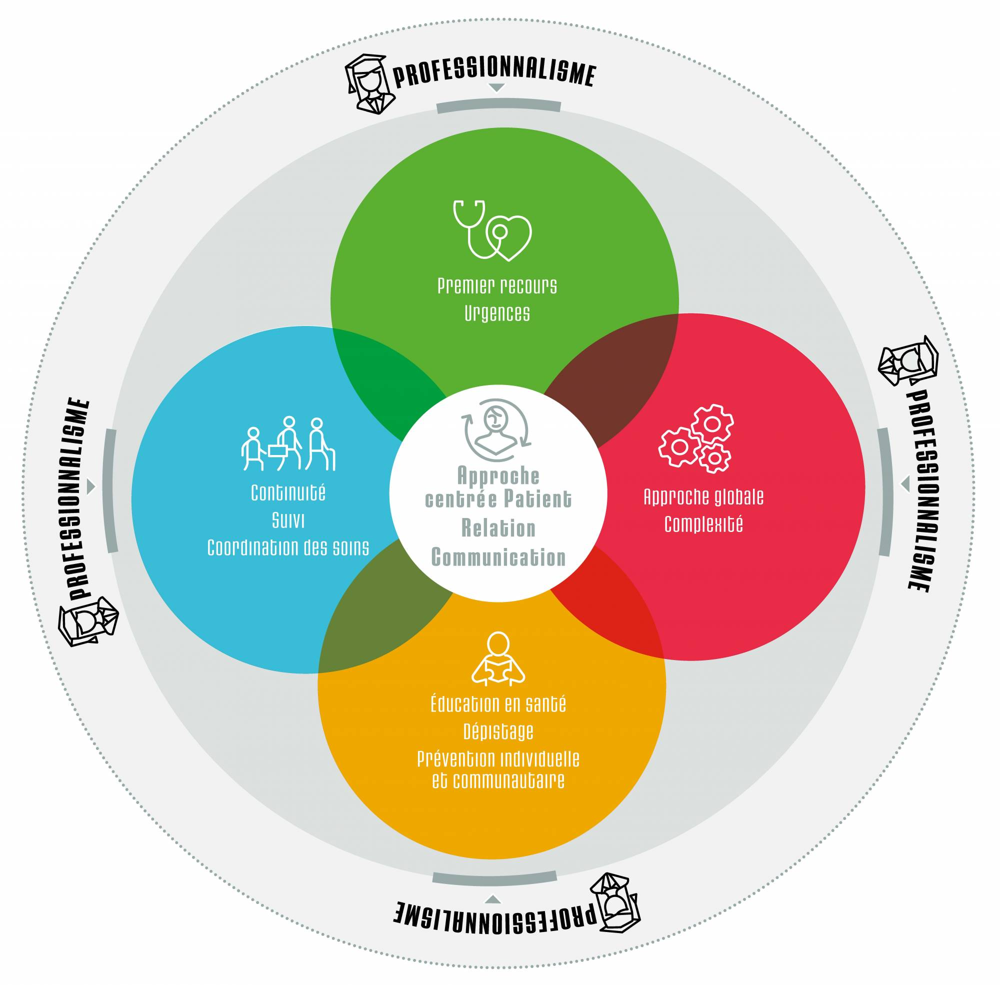 PROFESSIONNALISME
Premier recours
Urgences
PROFESSIONNALISME
Continuité
Suivi
Coordination des soins
Approche
centrée Patient
Relation
Communication
Approche globale
Complexité
PROFESSIONNALISME
Éducation en santé
Dépistage
Prévention individuelle
et communautaire
PROFESSIONNALISME